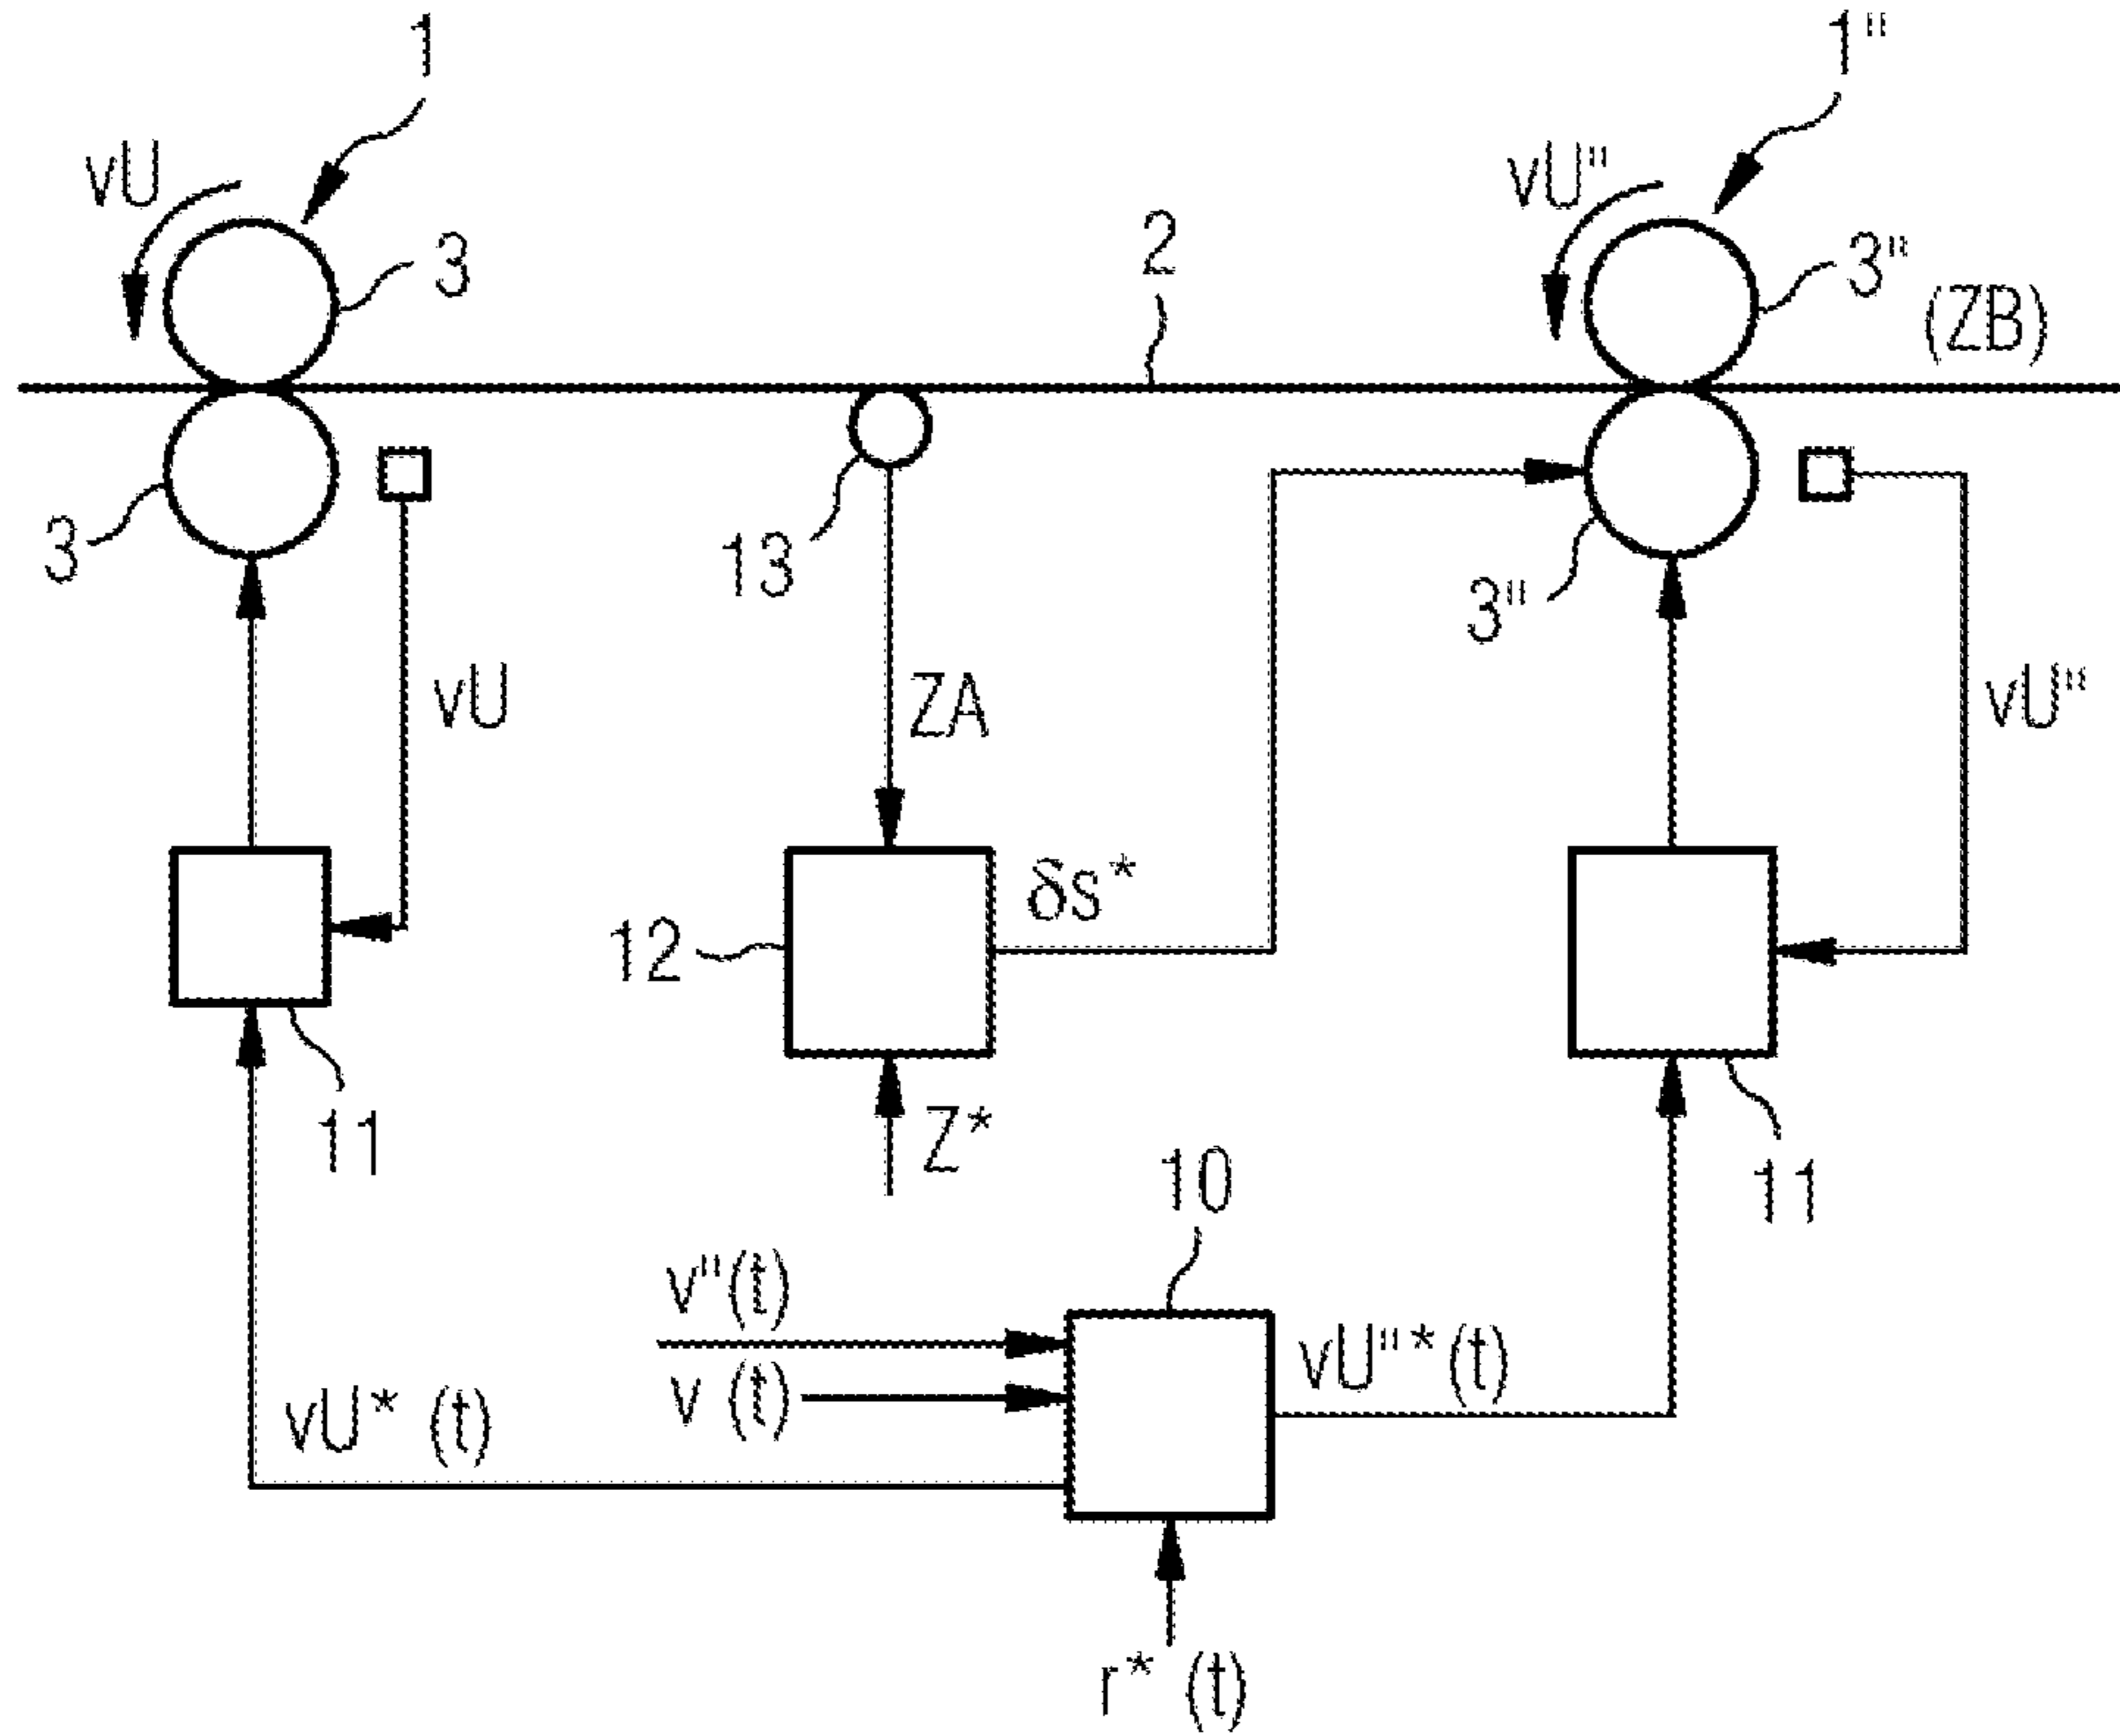 1
1"
vU
vU"
3
2
3"
(ZB)
3
13
3"
vU
ZA
vU"
δs*
12
11
Z*
10
11
v"(t)
v (t)
vU"*(t)
vU* (t)
r* (t)